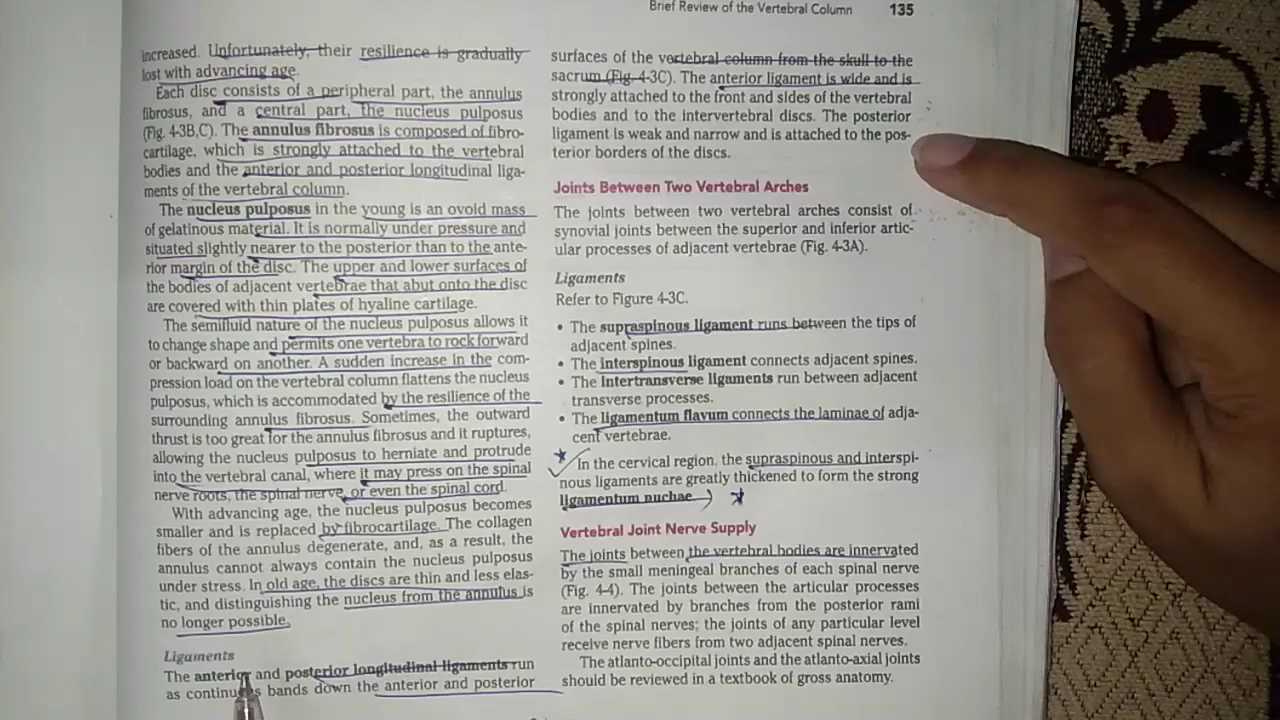 Brief Review of the Vertebral Column 135
increased. Unfortunately, their resilience is gradually
lost with advancing age.
Each disc consists of a peripheral part, the annulus
fibrosus, and a central part, the nucleus pulposus
(Fig. 4-3B,C). The annulus fibrosus is composed of fibro-
cartilage, which is strongly attached to the vertebral
bodies and the anterior and posterior longitudinal liga-
ments of the vertebral column.
The nucleus pulposus in the young is an ovoid mass
of gelatinous material. It is normally under pressure and
situated slightly nearer to the posterior than to the ante-
rior margin of the disc. The upper and lower surfaces of
the bodies of adjacent vertebrae that abut onto the disc
are covered with thin plates of hyaline cartilage.
The semifluid nature of the nucleus pulposus allows it
to change shape and permits one vertebra to rock forward
or backward on another. A sudden increase in the com-
pression load on the vertebral column flattens the nucleus
pulposus, which is accommodated by the resilience of the
surrounding annulus fibrosus. Sometimes, the outward
thrust is too great for the annulus fibrosus and it ruptures,
allowing the nucleus pulposus to herniate and protrude
into the vertebral canal, where it may press on the spinal
nerve roots, the spinal nerve, or even the spinal cord.
With advancing age, the nucleus pulposus becomes
smaller and is replaced by fibrocartilage. The collagen
fibers of the annulus degenerate, and, as a result, the
annulus cannot always contain the nucleus pulposus
under stress. In old age, the discs are thin and less elas-
tic, and distinguishing the nucleus from the annulus is
no longer possible.
Ligaments
The anterior and posterior longitudinal ligaments run
as continuous bands down the anterior and posterior
surfaces of the vertebral column from the skull to the
sacrum (Fig. 4-3C). The anterior ligament is wide and is
strongly attached to the front and sides of the vertebral
bodies and to the intervertebral discs. The posterior
ligament is weak and narrow and is attached to the pos-
terior borders of the discs.
Joints Between Two Vertebral Arches
The joints between two vertebral arches consist of
synovial joints between the superior and inferior artic-
ular processes of adjacent vertebrae (Fig. 4-3A).
Ligaments
Refer to Figure 4-3C.
• The supraspinous ligament runs between the tips of
adjacent spines.
• The interspinous ligament connects adjacent spines.
• The intertransverse ligaments run between adjacent
transverse processes.
• The ligamentum flavum connects the laminae of adja-
cent vertebrae.
In the cervical region, the supraspinous and interspi-
nous ligaments are greatly thickened to form the strong
ligamentum nuchae.
Vertebral Joint Nerve Supply
The joints between the vertebral bodies are innervated
by the small meningeal branches of each spinal nerve
(Fig. 4-4). The joints between the articular processes
are innervated by branches from the posterior rami
of the spinal nerves; the joints of any particular level
receive nerve fibers from two adjacent spinal nerves.
The atlanto-occipital joints and the atlanto-axial joints
should be reviewed in a textbook of gross anatomy.